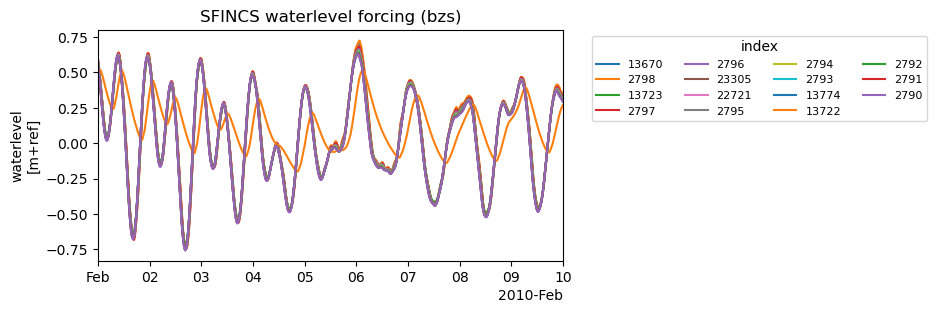 SFINCS waterlevel forcing (bzs)
waterlevel
[m+ref]
0.75
0.50
0.25
0.00
−0.25
−0.50
−0.75
Feb 02 03 04 05 06 07 08 09 10
2010-Feb
index
13670 2796 2794 2792
2798 23305 2793 2791
13723 22721 13774 2790
2797 2795 13722